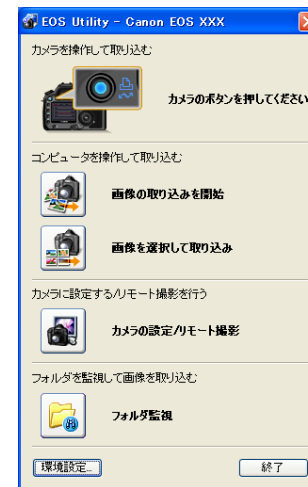 EOS Utility - Canon EOS XXX
カメラを操作して取り込む
カメラのボタンを押してください
コンピュータを操作して取り込む
画像の取り込みを開始
画像を選択して取り込み
カメラに設定する/リモート撮影を行う
カメラの設定/リモート撮影
フォルダを監視して画像を取り込む
フォルダ監視
環境設定...
終了